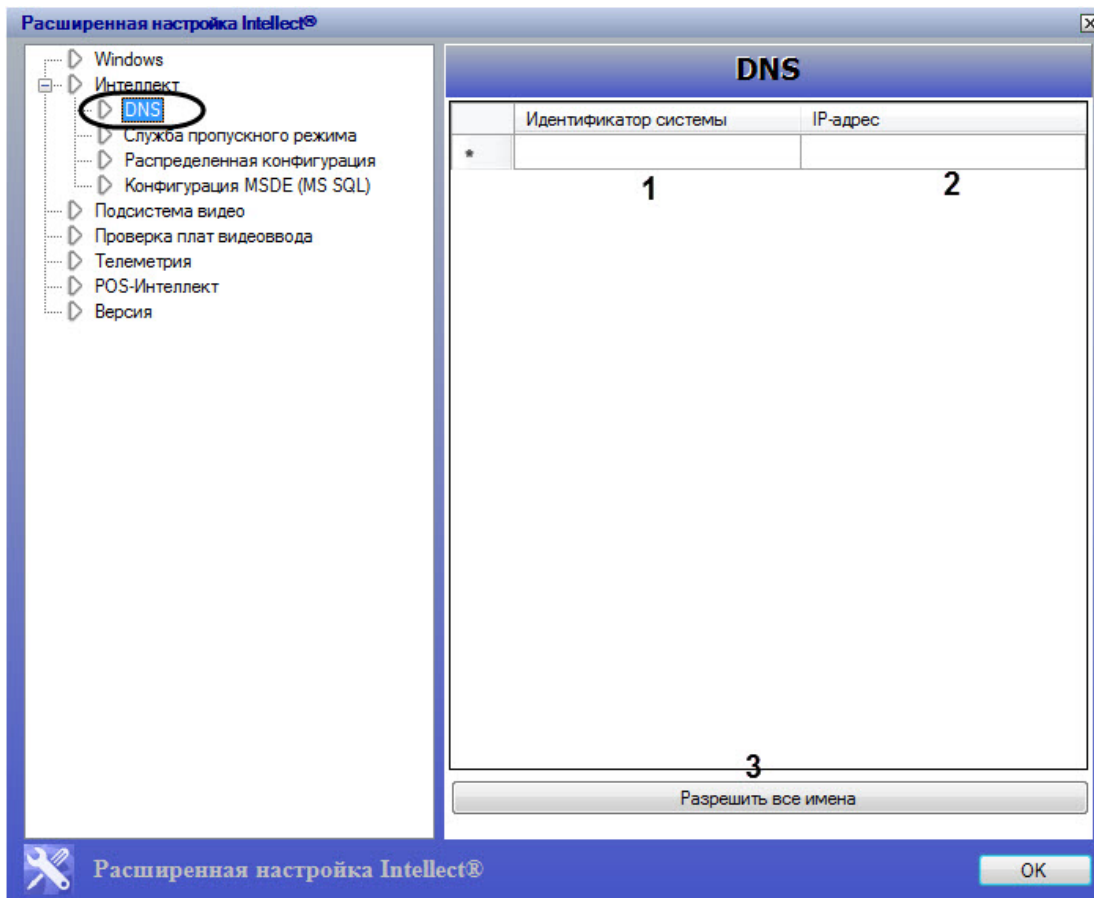 Расширенная настройка Intellect®
Windows
Интеллект
DNS
Служба пропускного режима
Распределенная конфигурация
Конфигурация MSDE (MS SQL)
Подсистема видео
Проверка плат видеоввода
Телеметрия
POS-Интеллект
Версия
DNS
Идентификатор системы IP-адрес
*
1 2
3
Разрешить все имена
Расширенная настройка Intellect®
OK